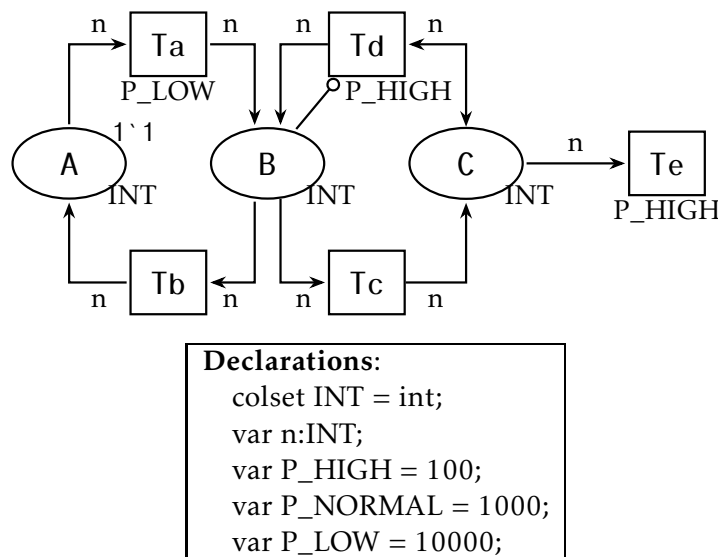 n n n n
Ta Td
P_LOW P_HIGH
1`1 n
A B C Te
INT INT INT P_HIGH
Tb Tc
n n n n
Declarations:
colset INT = int;
var n:INT;
var P_HIGH = 100;
var P_NORMAL = 1000;
var P_LOW = 10000;